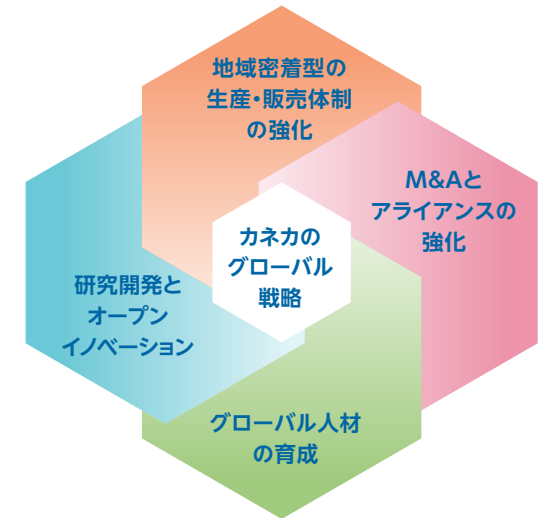 地域密着型の
生産・販売体制
の強化
M&Aと
アライアンスの
強化
カネカの
グローバル
戦略
研究開発と
オープン
イノベーション
グローバル人材
の育成